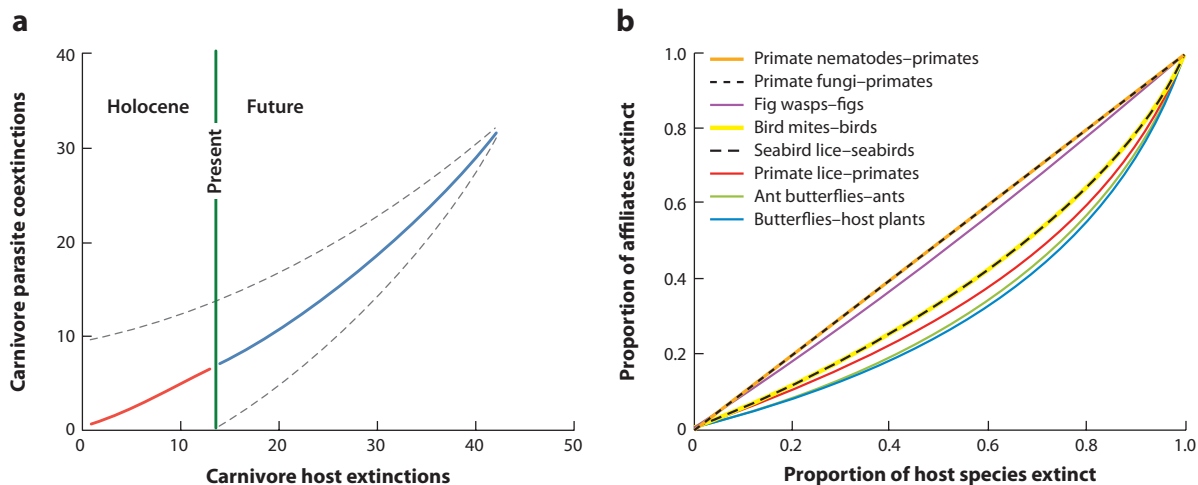 a
Carnivore parasite coextinctions
40
30
20
10
0
Holocene
Future
Present
0 10 20 30 40 50
Carnivore host extinctions
b
Proportion of affiliates extinct
1.0
0.8
0.6
0.4
0.2
0
Primate nematodes–primates
Primate fungi–primates
Fig wasps–figs
Bird mites–birds
Seabird lice–seabirds
Primate lice–primates
Ant butterflies–ants
Butterflies–host plants
0 0.2 0.4 0.6 0.8 1.0
Proportion of host species extinct